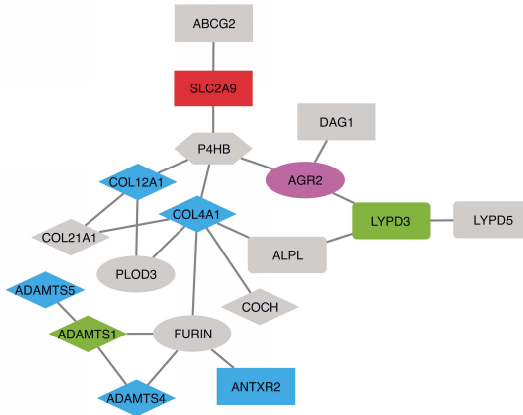 ABCG2
SLC2A9
DAG1
P4HB
COL12A1
AGR2
COL4A1
LYPD3
LYPD5
COL21A1
ALPL
PLOD3
ADAMTS5
COCH
ADAMTS1
FURIN
ANTXR2
ADAMTS4